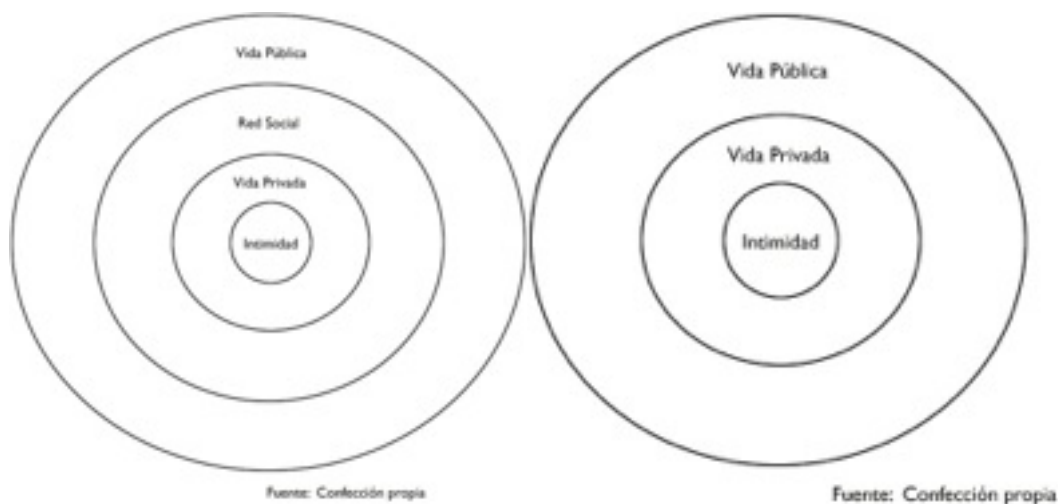 Vida Pública
Red Social
Vida Privada
Intimidad
Fuente: Confección propia
Vida Pública
Vida Privada
Intimidad
Fuente: Confección propia